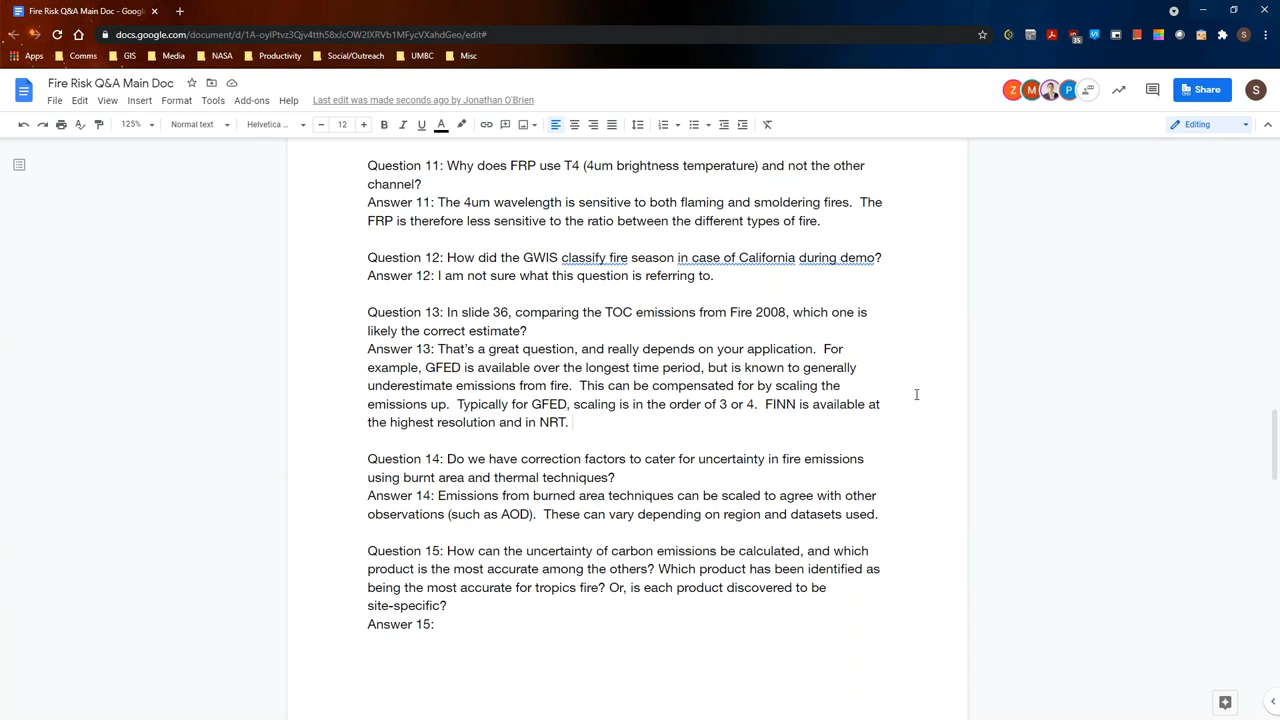 Fire Risk Q&A Main Doc - Googl
docs.google.com/document/d/
Apps Comms GIS Media NASA Productivity Social/Outreach UMBC Misc
Fire Risk Q&A Main Doc
File Edit View Insert Format Tools Add-ons Help Last edit was made seconds ago by Jonathan O'Brien
Z M P Share S
125% Normal text Helvetica ... 12 B I U A Editing
Question 11: Why does FRP use T4 (4um brightness temperature) and not the other
channel?
Answer 11: The 4um wavelength is sensitive to both flaming and smoldering fires. The
FRP is therefore less sensitive to the ratio between the different types of fire.
Question 12: How did the GWIS classify fire season in case of California during demo?
Answer 12: I am not sure what this question is referring to.
Question 13: In slide 36, comparing the TOC emissions from Fire 2008, which one is
likely the correct estimate?
Answer 13: That's a great question, and really depends on your application. For
example, GFED is available over the longest time period, but is known to generally
underestimate emissions from fire. This can be compensated for by scaling the
emissions up. Typically for GFED, scaling is in the order of 3 or 4. FINN is available at
the highest resolution and in NRT.
Question 14: Do we have correction factors to cater for uncertainty in fire emissions
using burnt area and thermal techniques?
Answer 14: Emissions from burned area techniques can be scaled to agree with other
observations (such as AOD). These can vary depending on region and datasets used.
Question 15: How can the uncertainty of carbon emissions be calculated, and which
product is the most accurate among the others? Which product has been identified as
being the most accurate for tropics fire? Or, is each product discovered to be
site-specific?
Answer 15: